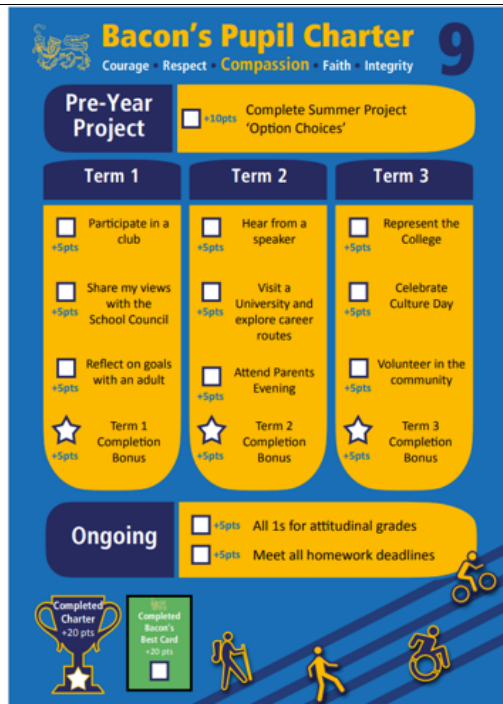 Bacon's Pupil Charter
9
Courage • Respect • Compassion • Faith • Integrity
Pre-Year
Project
+10pts
Complete Summer Project
'Option Choices'
Term 1
+5pts
Participate in a
club
+5pts
Share my views
with the
School Council
+5pts
Reflect on goals
with an adult
+5pts
Term 1
Completion
Bonus
Term 2
+5pts
Hear from a
speaker
+5pts
Visit a
University and
explore career
routes
+5pts
Attend Parents
Evening
+5pts
Term 2
Completion
Bonus
Term 3
+5pts
Represent the
College
+5pts
Celebrate
Culture Day
+5pts
Volunteer in the
community
+5pts
Term 3
Completion
Bonus
Ongoing
+5pts All 1s for attitudinal grades
+5pts Meet all homework deadlines
Completed
Charter
+20 pts
Completed
Bacon's
Best Card
+20 pts